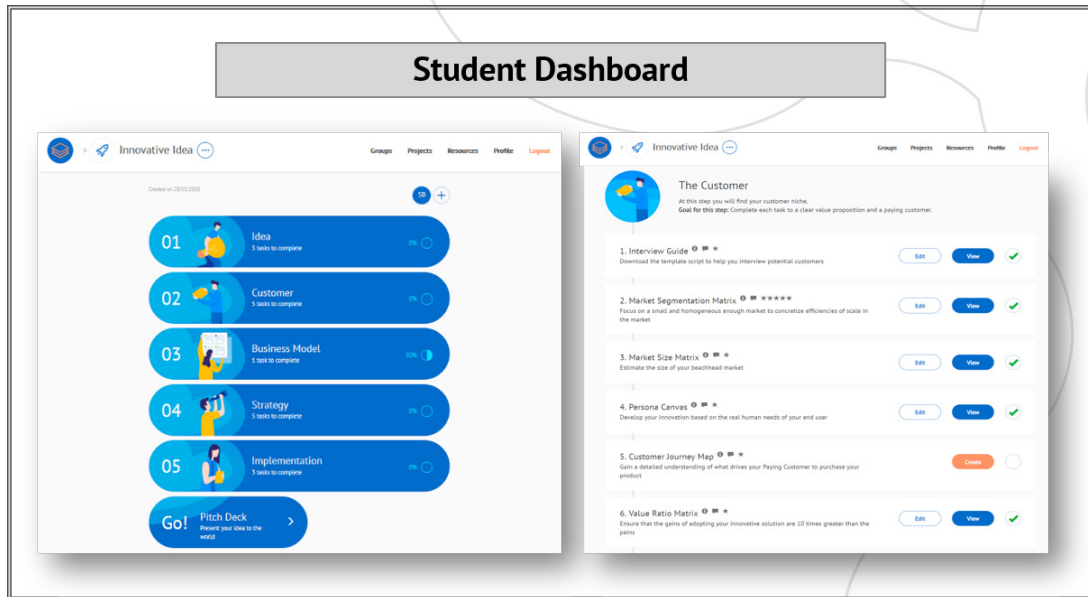 Student Dashboard
Innovative Idea
Groups Projects Resources Profile Logout
Created on 28/11/2018
SB +
01 Idea
5 tasks to complete
0%
02 Customer
5 tasks to complete
0%
03 Business Model
1 task to complete
50%
04 Strategy
5 tasks to complete
0%
05 Implementation
3 tasks to complete
0%
Go! Pitch Deck
Present your idea to the
world
Innovative Idea
Groups Projects Resources Profile Logout
The Customer
At this step you will find your customer niche.
Goal for this step: Complete each task to a clear value proposition and a paying customer.
1. Interview Guide
Download the template script to help you interview potential customers
Edit View
2. Market Segmentation Matrix
Focus on a small and homogeneous enough market to concretize efficiencies of scale in
the market
Edit View
3. Market Size Matrix
Estimate the size of your beachhead market
Edit View
4. Persona Canvas
Develop your innovation based on the real human needs of your end user
Edit View
5. Customer Journey Map
Gain a detailed understanding of what drives your Paying Customer to purchase your
product
Create
6. Value Ratio Matrix
Ensure that the gains of adopting your innovative solution are 10 times greater than the
pains
Edit View